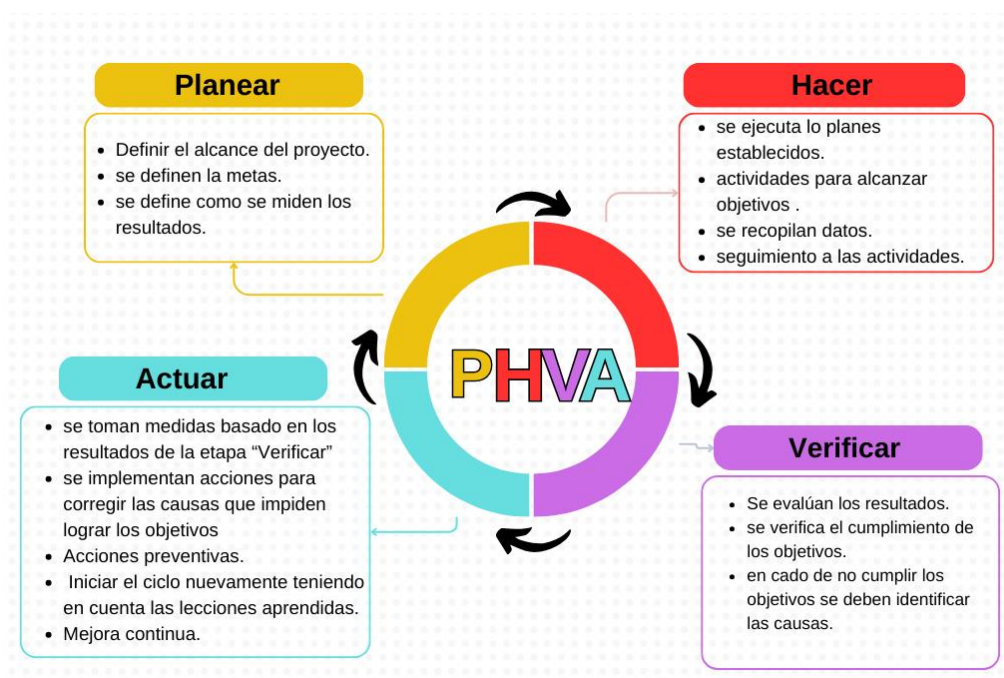 Planear
• Definir el alcance del proyecto.
• se definen la metas.
• se define como se miden los
resultados.
Hacer
• se ejecuta lo planes
establecidos.
• actividades para alcanzar
objetivos .
• se recopilan datos.
• seguimiento a las actividades.
PHVA
Actuar
• se toman medidas basado en los
resultados de la etapa “Verificar”
• se implementan acciones para
corregir las causas que impiden
lograr los objetivos
• Acciones preventivas.
• Iniciar el ciclo nuevamente teniendo
en cuenta las lecciones aprendidas.
• Mejora continua.
Verificar
• Se evalúan los resultados.
• se verifica el cumplimiento de
los objetivos.
• en cado de no cumplir los
objetivos se deben identificar
las causas.